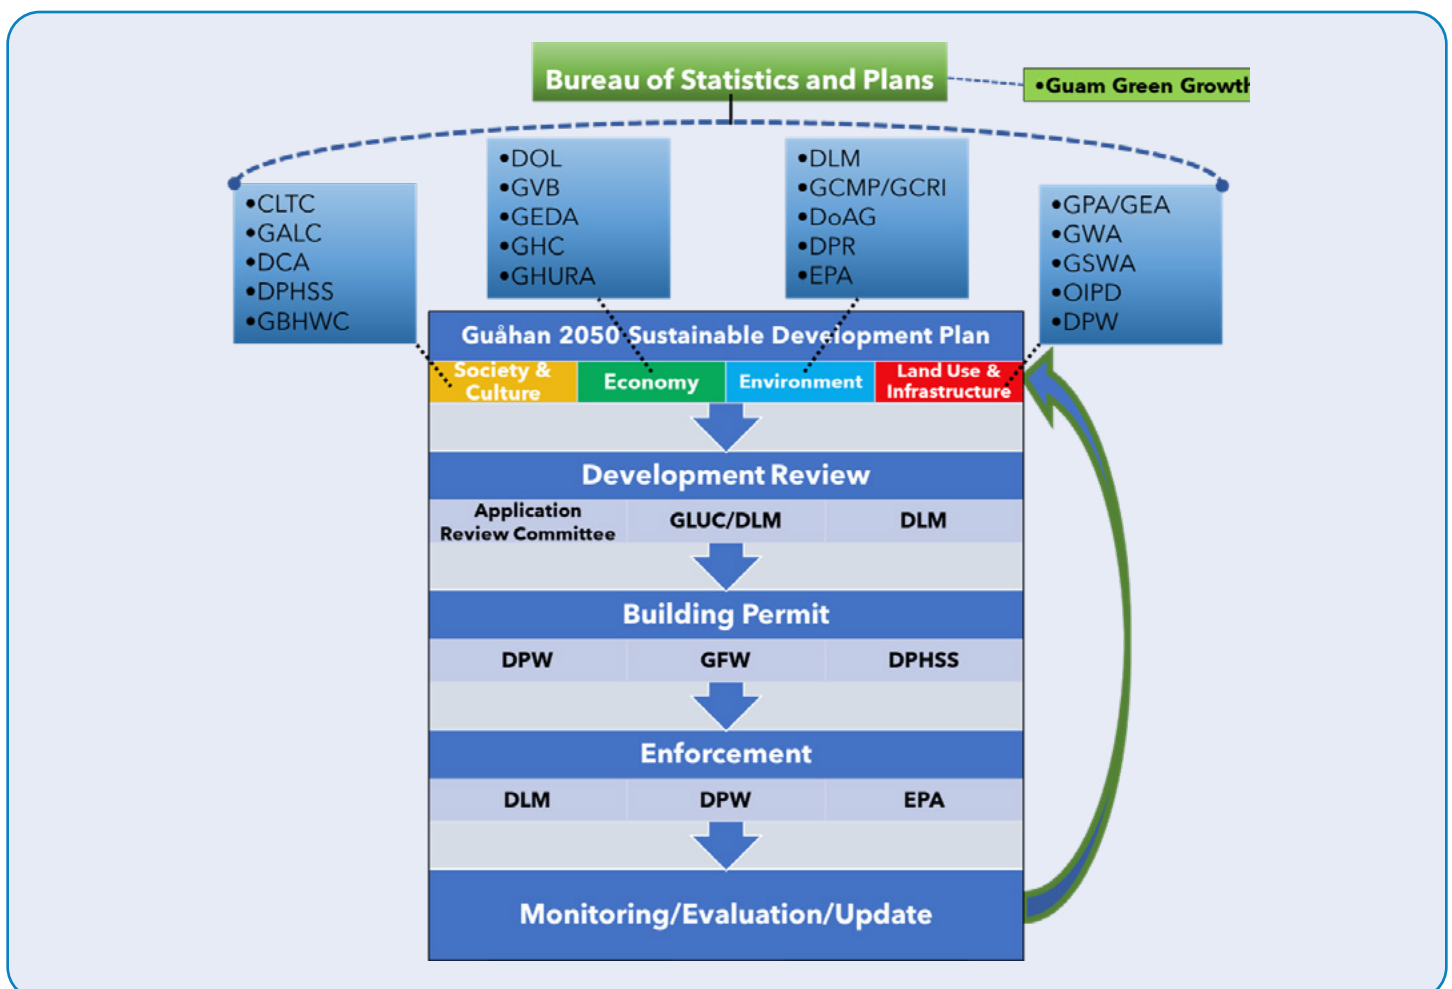 Bureau of Statistics and Plans
•Guam Green Growth
•CLTC
•GALC
•DCA
•DPHSS
•GBHWC
•DOL
•GVB
•GEDA
•GHC
•GHURA
•DLM
•GCMP/GCRI
•DoAG
•DPR
•EPA
•GPA/GEA
•GWA
•GSWA
•OIPD
•DPW
Guåhan 2050 Sustainable Development Plan
Society &
Culture
Economy
Environment
Land Use &
Infrastructure
Development Review
Application
Review Committee
GLUC/DLM
DLM
Building Permit
DPW
GFW
DPHSS
Enforcement
DLM
DPW
EPA
Monitoring/Evaluation/Update